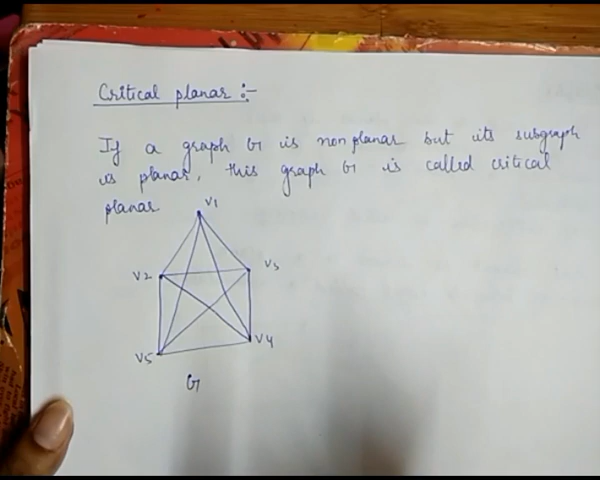 Critical planar :-
If a graph G is nonplanar but its subgraph
is planar, this graph G is called critical
planar
V1
V2 V3
V5 V4
G